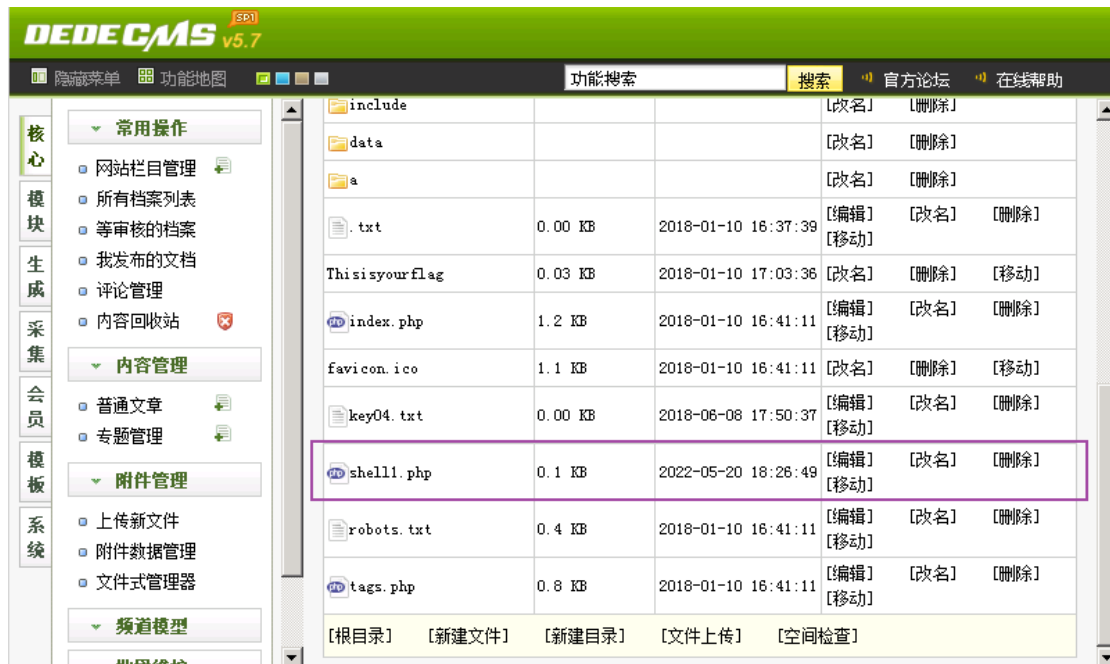 DEDECMS v5.7 SP1
隐藏菜单 功能地图 功能搜索 搜索 官方论坛 在线帮助
核心
模块
生成
采集
会员
模板
系统
常用操作
网站栏目管理
所有档案列表
等审核的档案
我发布的文档
评论管理
内容回收站
内容管理
普通文章
专题管理
附件管理
上传新文件
附件数据管理
文件式管理器
频道模型
include [改名] [删除]
data [改名] [删除]
a [改名] [删除]
.txt 0.00 KB 2018-01-10 16:37:39 [编辑] [改名] [删除]
[移动]
Thisisyourflag 0.03 KB 2018-01-10 17:03:36 [改名] [删除] [移动]
index.php 1.2 KB 2018-01-10 16:41:11 [编辑] [改名] [删除]
[移动]
favicon.ico 1.1 KB 2018-01-10 16:41:11 [改名] [删除] [移动]
key04.txt 0.00 KB 2018-06-08 17:50:37 [编辑] [改名] [删除]
[移动]
shell1.php 0.1 KB 2022-05-20 18:26:49 [编辑] [改名] [删除]
[移动]
robots.txt 0.4 KB 2018-01-10 16:41:11 [编辑] [改名] [删除]
[移动]
tags.php 0.8 KB 2018-01-10 16:41:11 [编辑] [改名] [删除]
[移动]
[根目录] [新建文件] [新建目录] [文件上传] [空间检查]